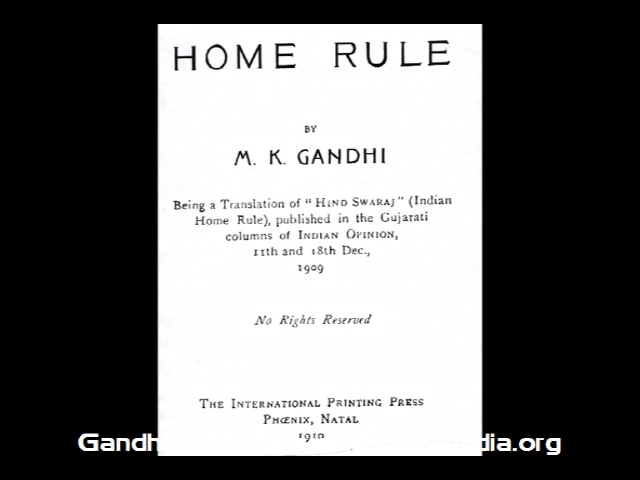 HOME RULE
BY
M. K. GANDHI
Being a Translation of "HIND SWARAJ" (Indian
Home Rule), published in the Gujarati
columns of INDIAN OPINION,
11th and 18th Dec.,
1909
No Rights Reserved
THE INTERNATIONAL PRINTING PRESS
PHŒNIX, NATAL
1910